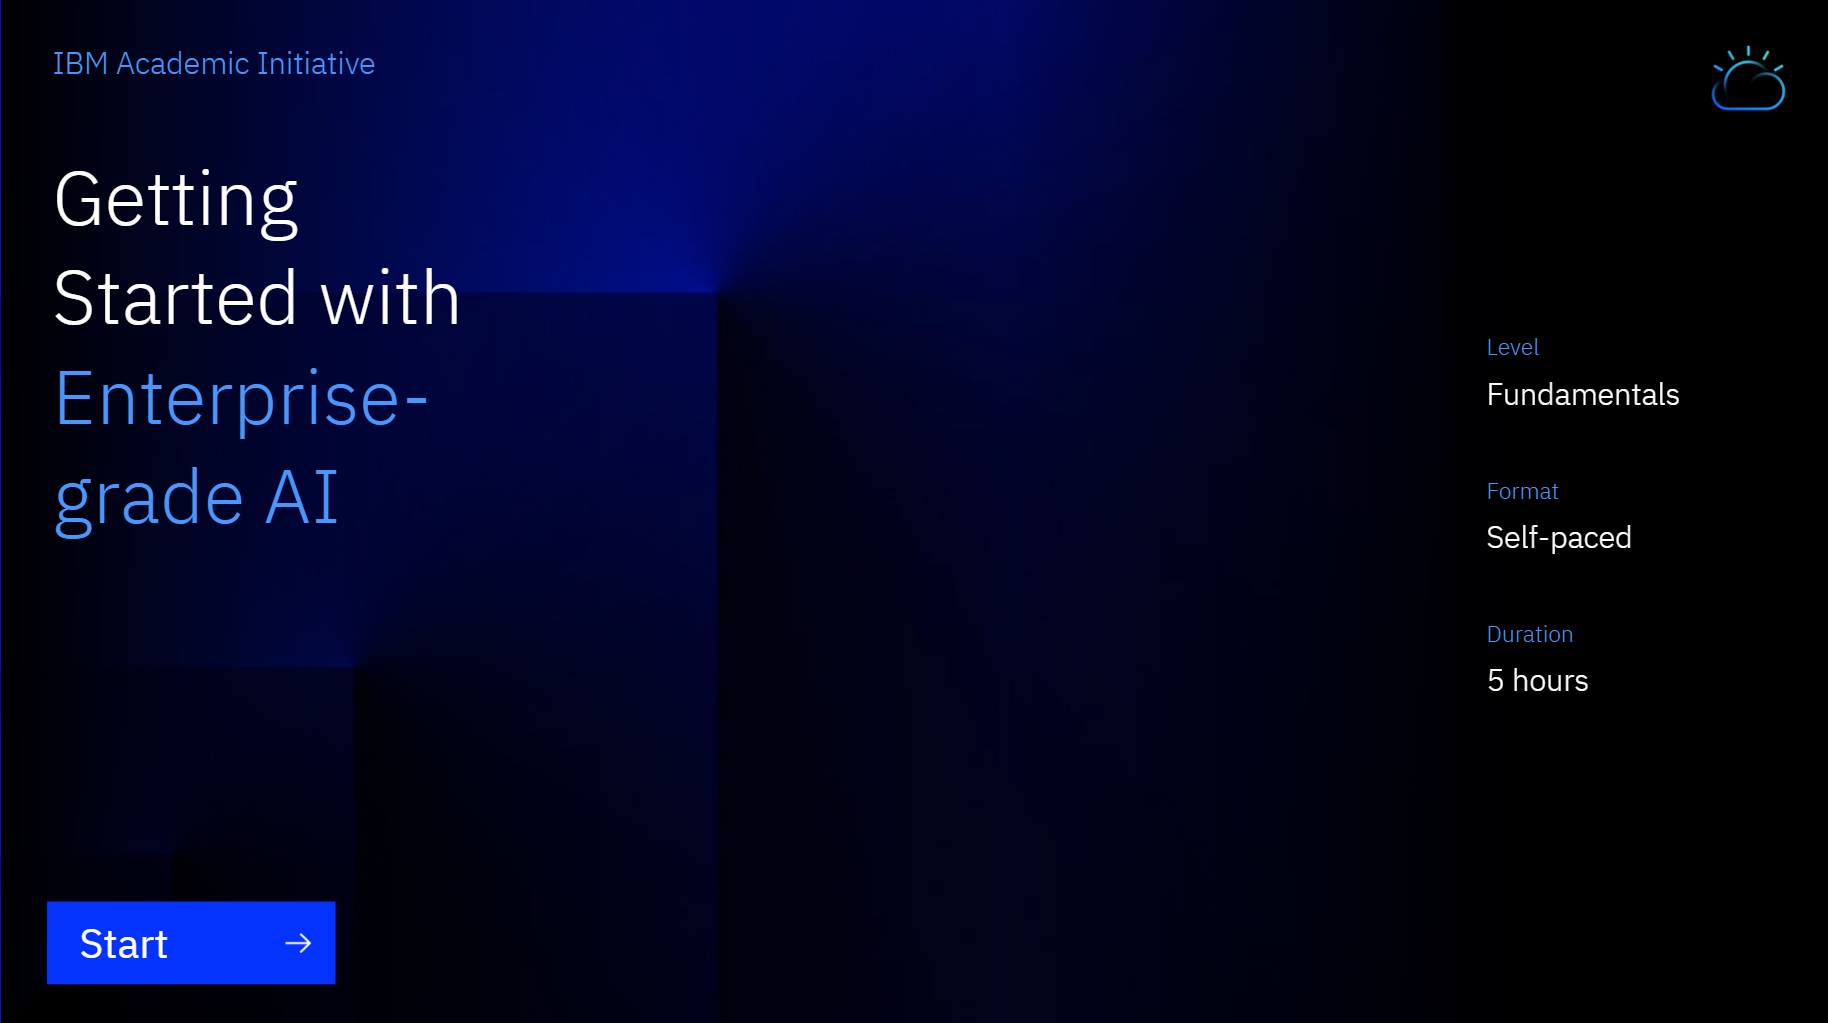 IBM Academic Initiative
Getting
Started with
Enterprise-
grade AI
Level
Fundamentals
Format
Self-paced
Duration
5 hours
Start